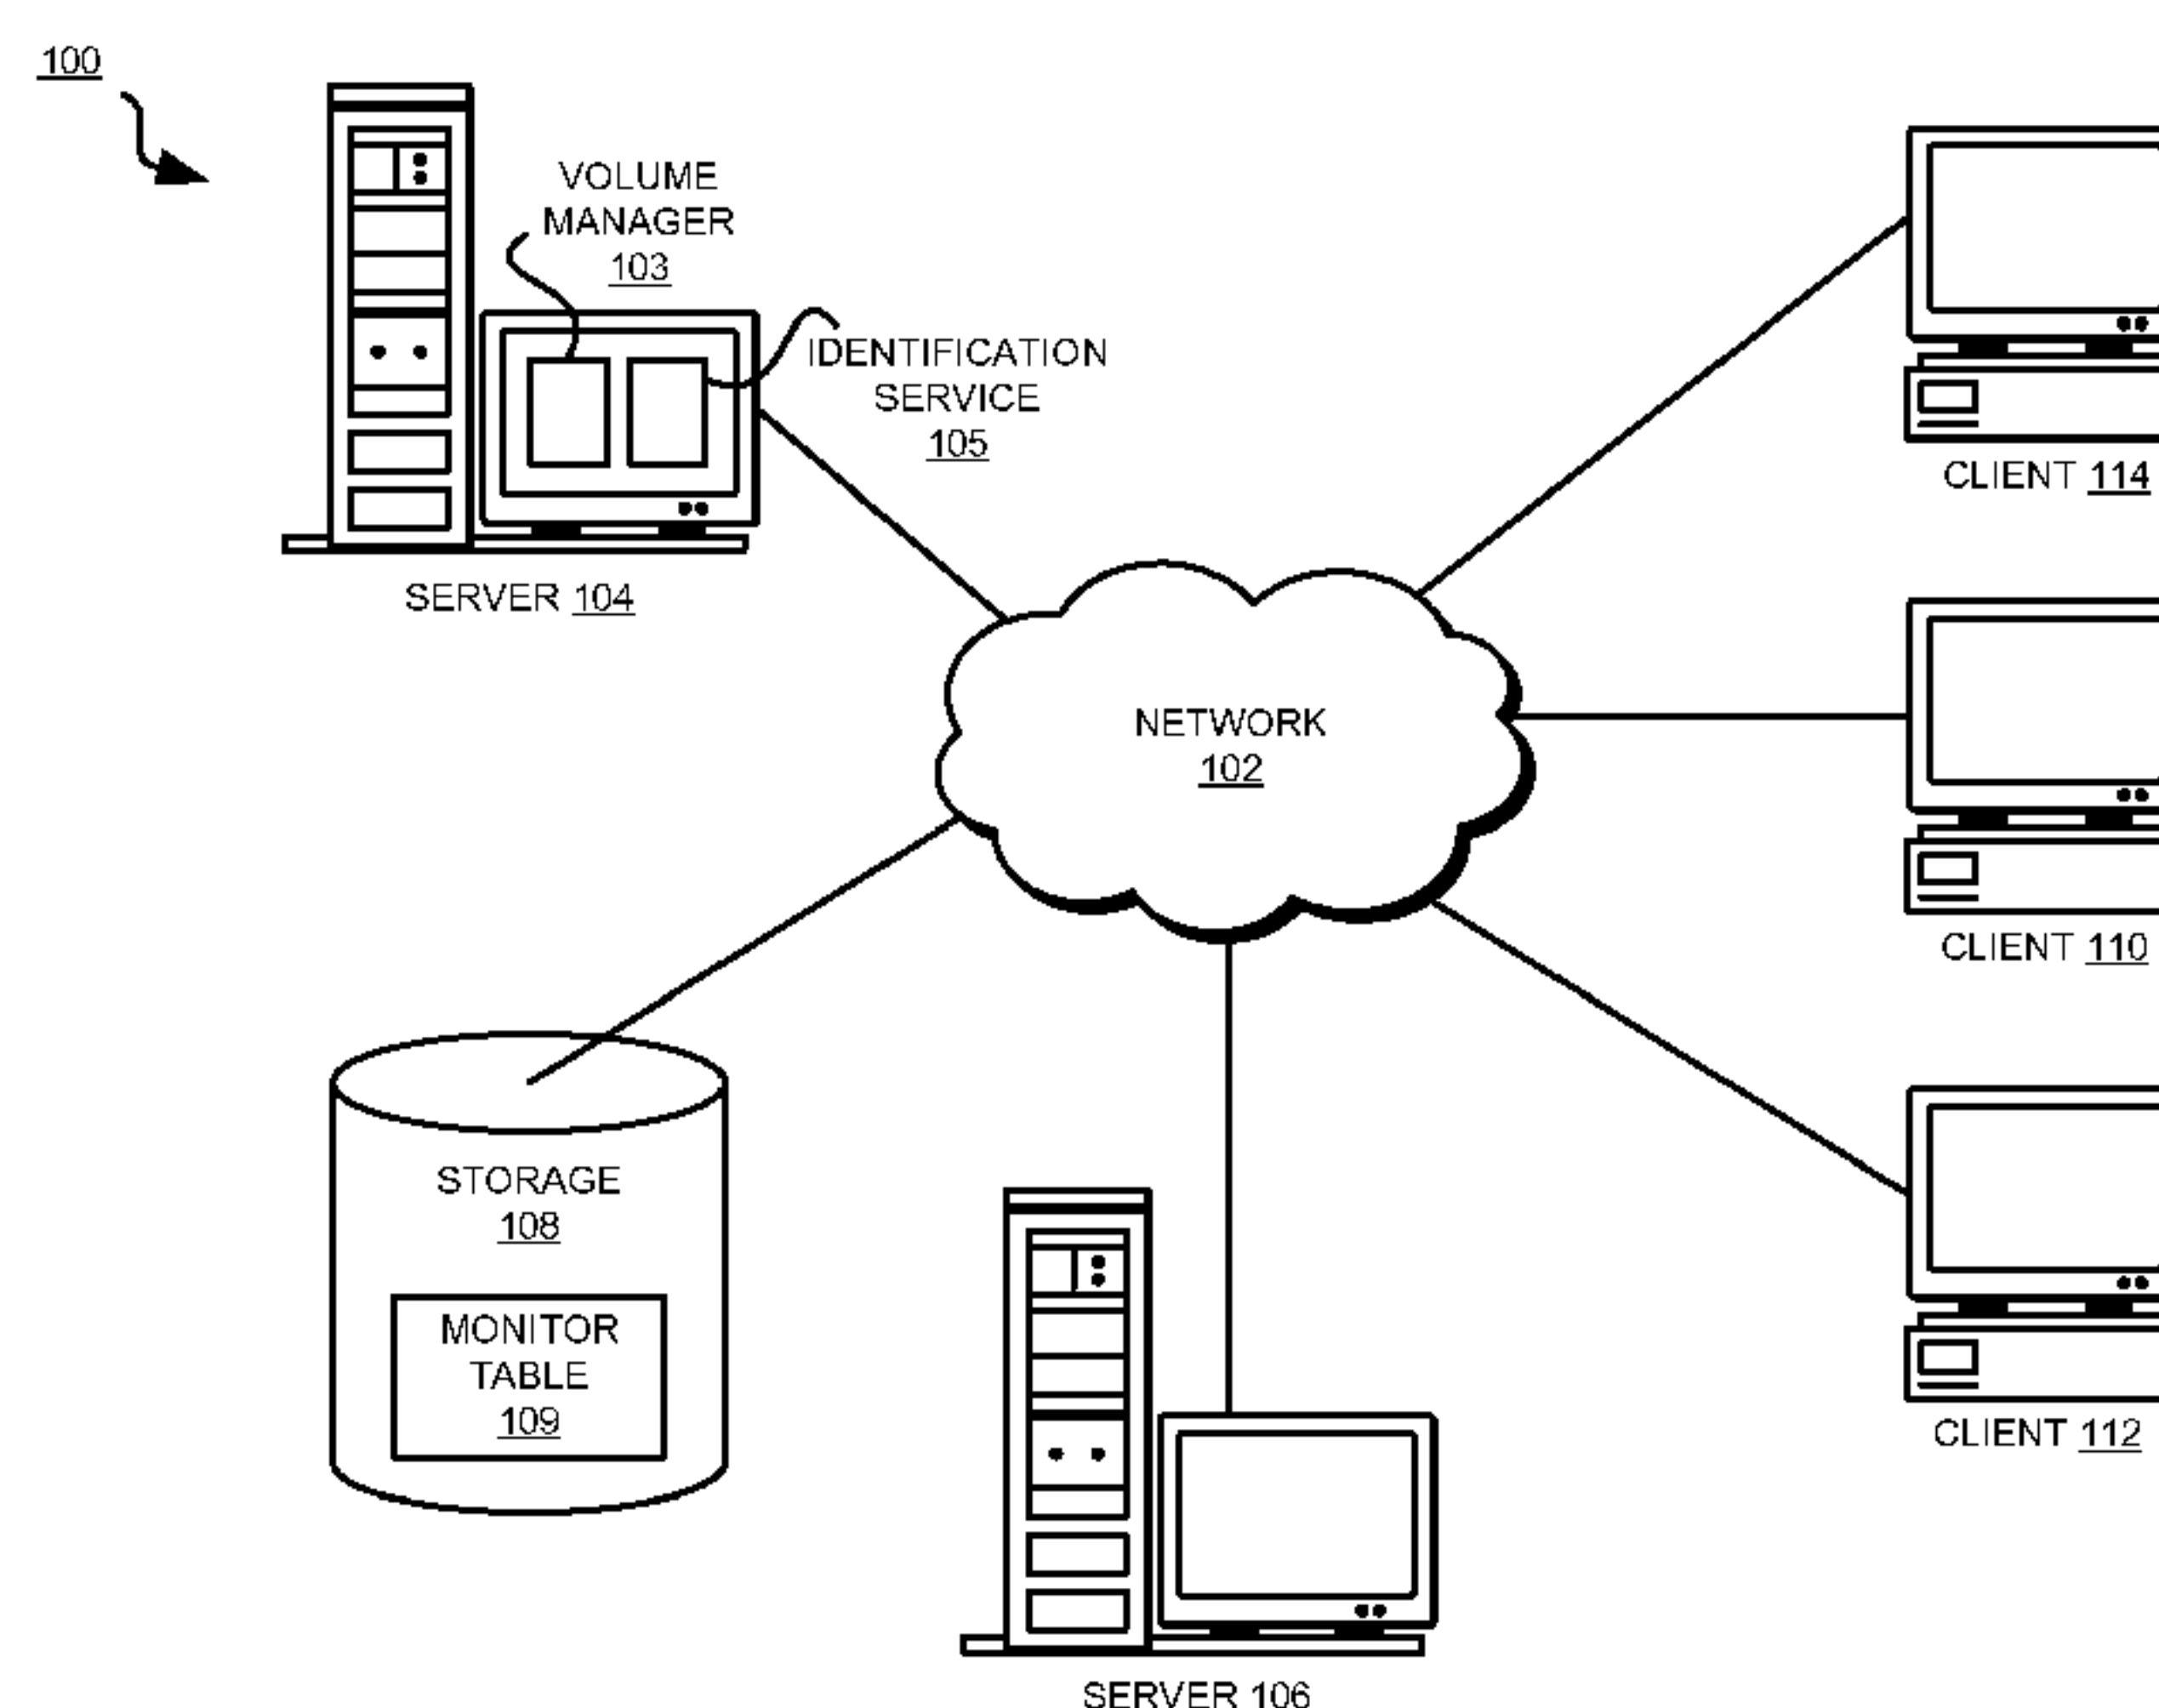 100
VOLUME
MANAGER
103
IDENTIFICATION
SERVICE
105
SERVER 104
CLIENT 114
NETWORK
102
CLIENT 110
STORAGE
108
MONITOR
TABLE
109
CLIENT 112
SERVER 106